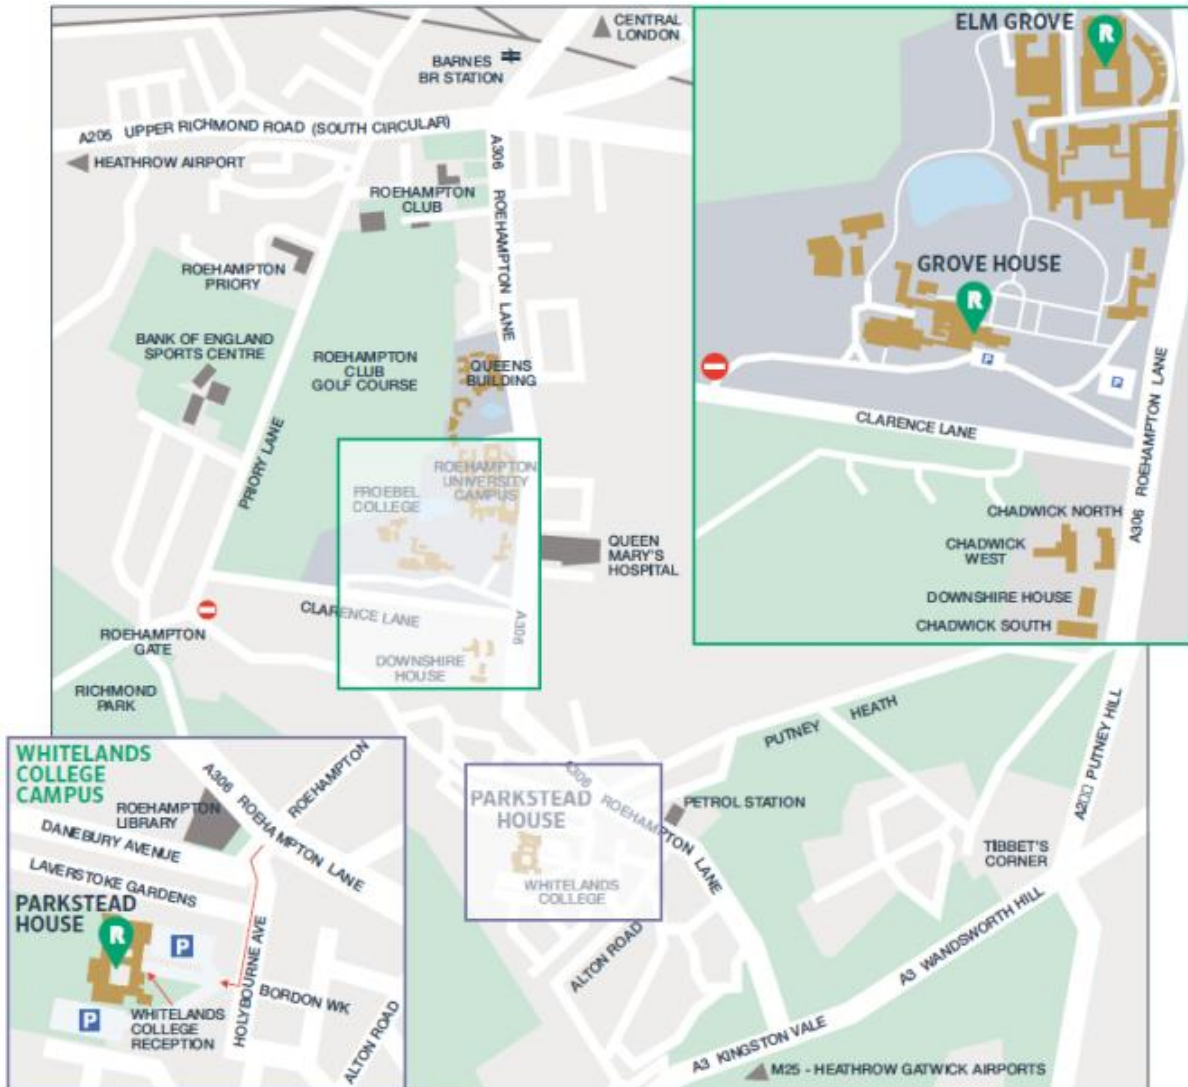 CENTRAL
LONDON
BARNES
BR STATION
A205 UPPER RICHMOND ROAD (SOUTH CIRCULAR)
HEATHROW AIRPORT
A306 ROEHAMPTON LANE
ROEHAMPTON
CLUB
ROEHAMPTON
PRIORY
BANK OF ENGLAND
SPORTS CENTRE
ROEHAMPTON
CLUB
GOLF COURSE
QUEENS
BUILDING
PRIORY LANE
ROEHAMPTON
UNIVERSITY
CAMPUS
FROEBEL
COLLEGE
QUEEN
MARY'S
HOSPITAL
CLARENCE LANE
A306
ROEHAMPTON
GATE
DOWNSHIRE
HOUSE
RICHMOND
PARK
ELM GROVE
R
GROVE HOUSE
R
P
P
CLARENCE LANE
A306 ROEHAMPTON LANE
CHADWICK NORTH
CHADWICK
WEST
DOWNSHIRE HOUSE
CHADWICK SOUTH
PUTNEY HEATH
PUTNEY HILL
A306 ROEHAMPTON LANE
PARKSTEAD
HOUSE
PETROL STATION
WHITELANDS
COLLEGE
TIBBET'S
CORNER
ALTON ROAD
A3 WANDSWORTH HILL
A3 KINGSTON VALE
M25 - HEATHROW GATWICK AIRPORTS
WHITELANDS
COLLEGE
CAMPUS
ROEHAMPTON
LIBRARY
A306 ROEHAMPTON LANE
ROEHAMPTON
DANEBURY AVENUE
LAVERSTOKE GARDENS
PARKSTEAD
HOUSE
R
P
HOLYBOURNE AVE
BORDON WK
P
WHITELANDS
COLLEGE
RECEPTION
ALTON ROAD